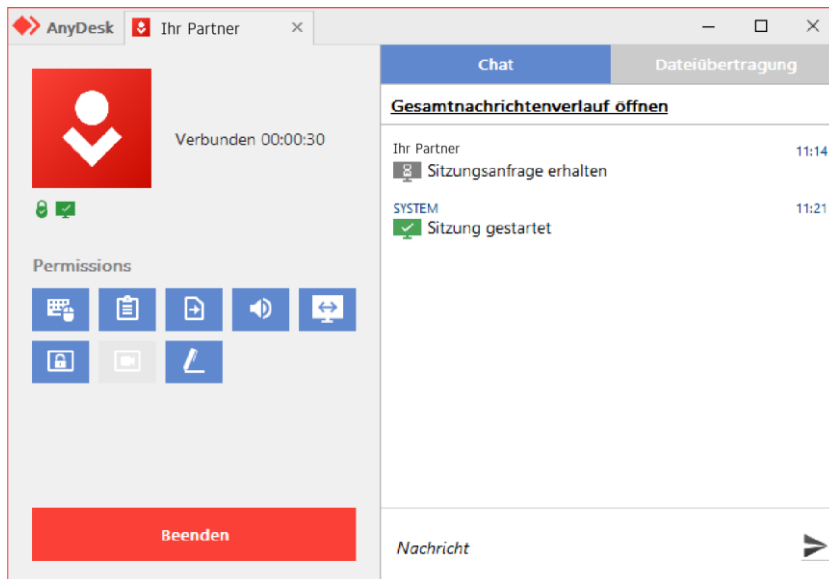 AnyDesk
Ihr Partner
Chat
Dateiübertragung
Verbunden 00:00:30
Gesamtnachrichtenverlauf öffnen
Ihr Partner 11:14
Sitzungsanfrage erhalten
SYSTEM 11:21
Sitzung gestartet
Permissions
Beenden
Nachricht